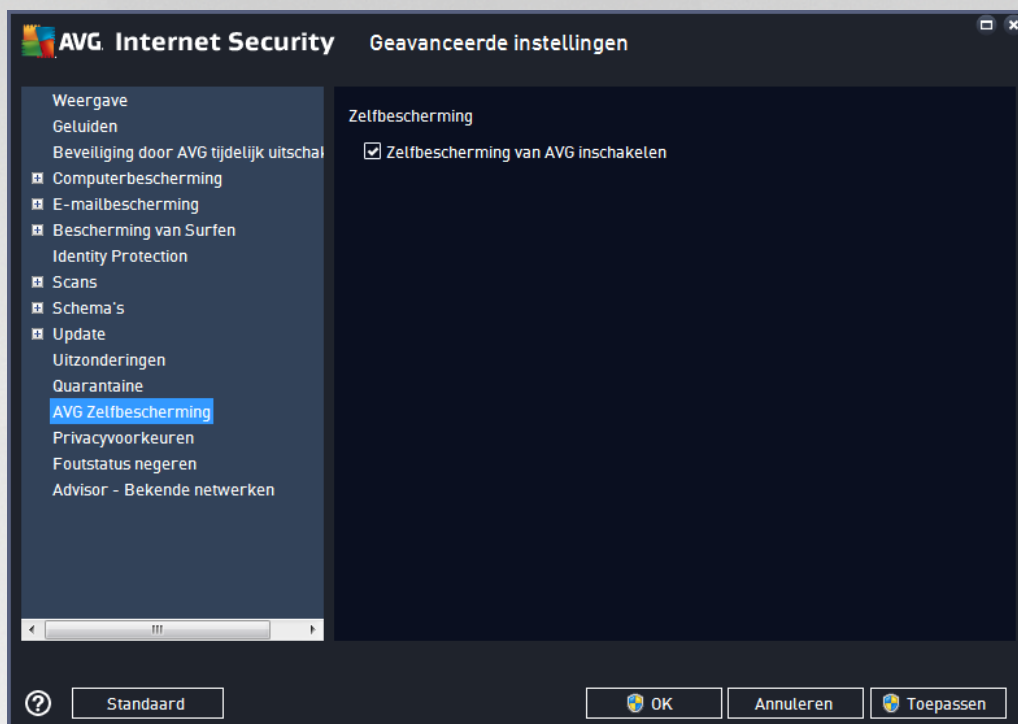 AVG. Internet Security Geavanceerde instellingen
Weergave
Geluiden
Beveiliging door AVG tijdelijk
Computerbescherming
E-mailbescherming
Bescherming van Surfen
Identity Protection
Scans
Schema's
Update
Uitzonderingen
Quarantaine
AVG Zelfbescherming
Privacyvoorkeuren
Foutstatus negeren
Advisor - Bekende netwerken
Zelfbescherming
Zelfbescherming van AVG inschakelen
? Standaard OK Annuleren Toepassen